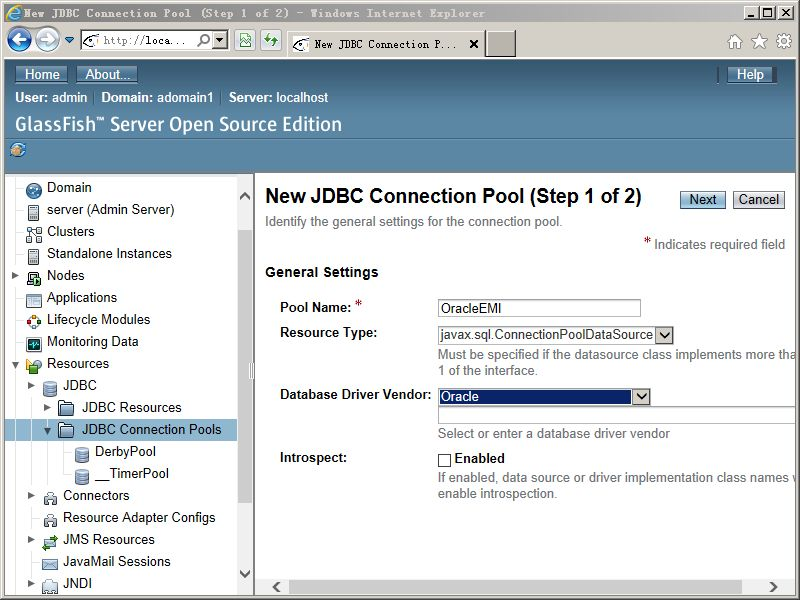 New JDBC Connection Pool (Step 1 of 2) - Windows Internet Explorer
http://loca...
New JDBC Connection P...
Home
About...
Help
User: admin
Domain: adomain1
Server: localhost
GlassFish™ Server Open Source Edition
Domain
server (Admin Server)
Clusters
Standalone Instances
Nodes
Applications
Lifecycle Modules
Monitoring Data
Resources
JDBC
JDBC Resources
JDBC Connection Pools
DerbyPool
__TimerPool
Connectors
Resource Adapter Configs
JMS Resources
JavaMail Sessions
JNDI
New JDBC Connection Pool (Step 1 of 2)
Next
Cancel
Identify the general settings for the connection pool.
* Indicates required field
General Settings
Pool Name: *
OracleEMI
Resource Type:
javax.sql.ConnectionPoolDataSource
Must be specified if the datasource class implements more tha
1 of the interface.
Database Driver Vendor:
Oracle
Select or enter a database driver vendor
Introspect:
Enabled
If enabled, data source or driver implementation class names
enable introspection.